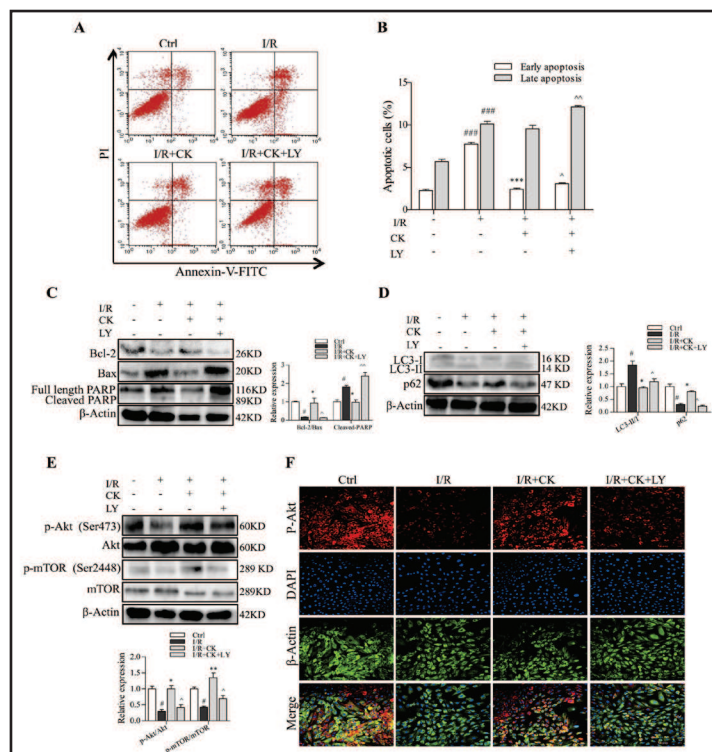 A
Ctrl
I/R
I/R+CK
I/R+CK+LY
PI
Annexin-V-FITC
B
Early apoptosis
Late apoptosis
Apoptotic cells (%)
15
10
5
0
###
###
***
^
^^
I/R - + + +
CK - - + +
LY - - - +
C
I/R - + + +
CK - - + +
LY - - - +
Bcl-2 26KD
Bax 20KD
Full length PARP 116KD
Cleaved PARP 89KD
β-Actin 42KD
Ctrl
I/R
I/R+CK
I/R+CK+LY
Relative expression
Bcl-2/Bax Cleaved-PARP
D
I/R - + + +
CK - - + +
LY - - - +
LC3-I 16 KD
LC3-II 14 KD
p62 47 KD
β-Actin 42KD
Ctrl
I/R
I/R+CK
I/R+CK+LY
Relative expression
LC3-II/I p62
E
I/R - + + +
CK - - + +
LY - - - +
p-Akt (Ser473) 60KD
Akt 60KD
p-mTOR (Ser2448) 289 KD
mTOR 289KD
β-Actin 42KD
Ctrl
I/R
I/R+CK
I/R+CK+LY
Relative expression
p-Akt/Akt p-mTOR/mTOR
F
Ctrl I/R I/R+CK I/R+CK+LY
P-Akt
DAPI
β-Actin
Merge